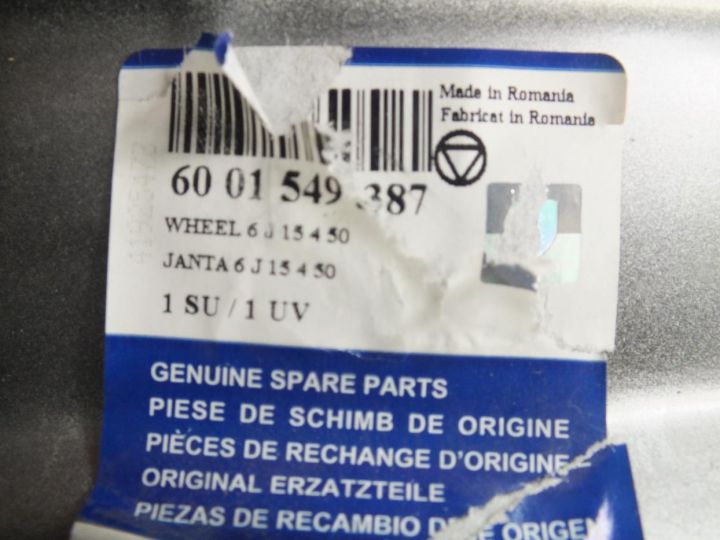 Made in Romania
Fabricat in Romania
60 01 549 387
WHEEL 6 J 15 4 50
JANTA 6 J 15 4 50
1 SU / 1 UV
GENUINE SPARE PARTS
PIESE DE SCHIMB DE ORIGINE
PIÈCES DE RECHANGE D'ORIGINE
ORIGINAL ERZATZTEILE
PIEZAS DE RECAMBIO DE ORIGEN